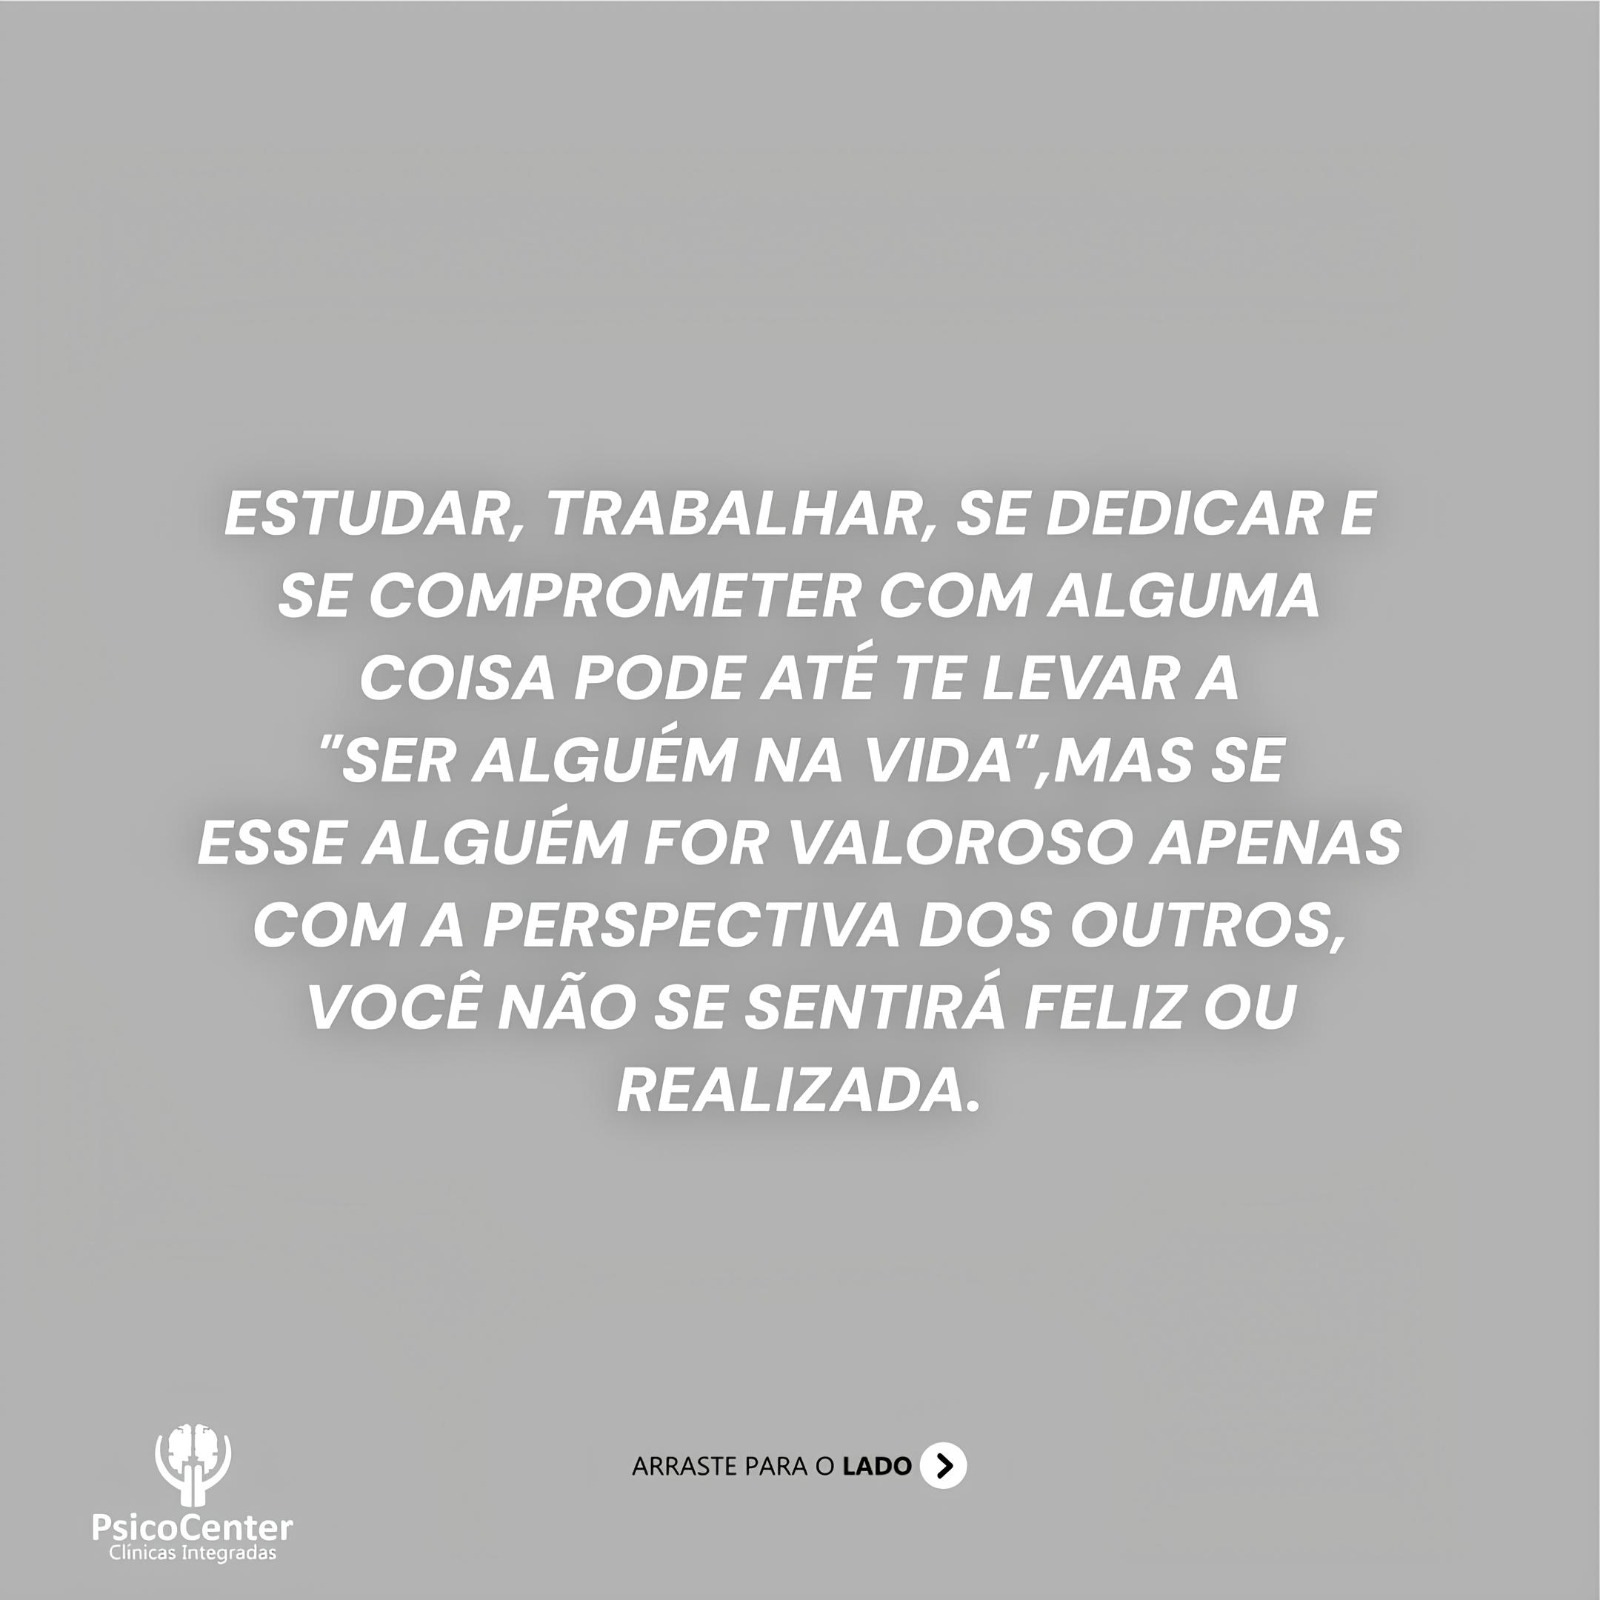 ESTUDAR, TRABALHAR, SE DEDICAR E
SE COMPROMETER COM ALGUMA
COISA PODE ATÉ TE LEVAR A
"SER ALGUÉM NA VIDA",MAS SE
ESSE ALGUÉM FOR VALOROSO APENAS
COM A PERSPECTIVA DOS OUTROS,
VOCÊ NÃO SE SENTIRÁ FELIZ OU
REALIZADA.
ARRASTE PARA O LADO
PsicoCenter
Clínicas Integradas